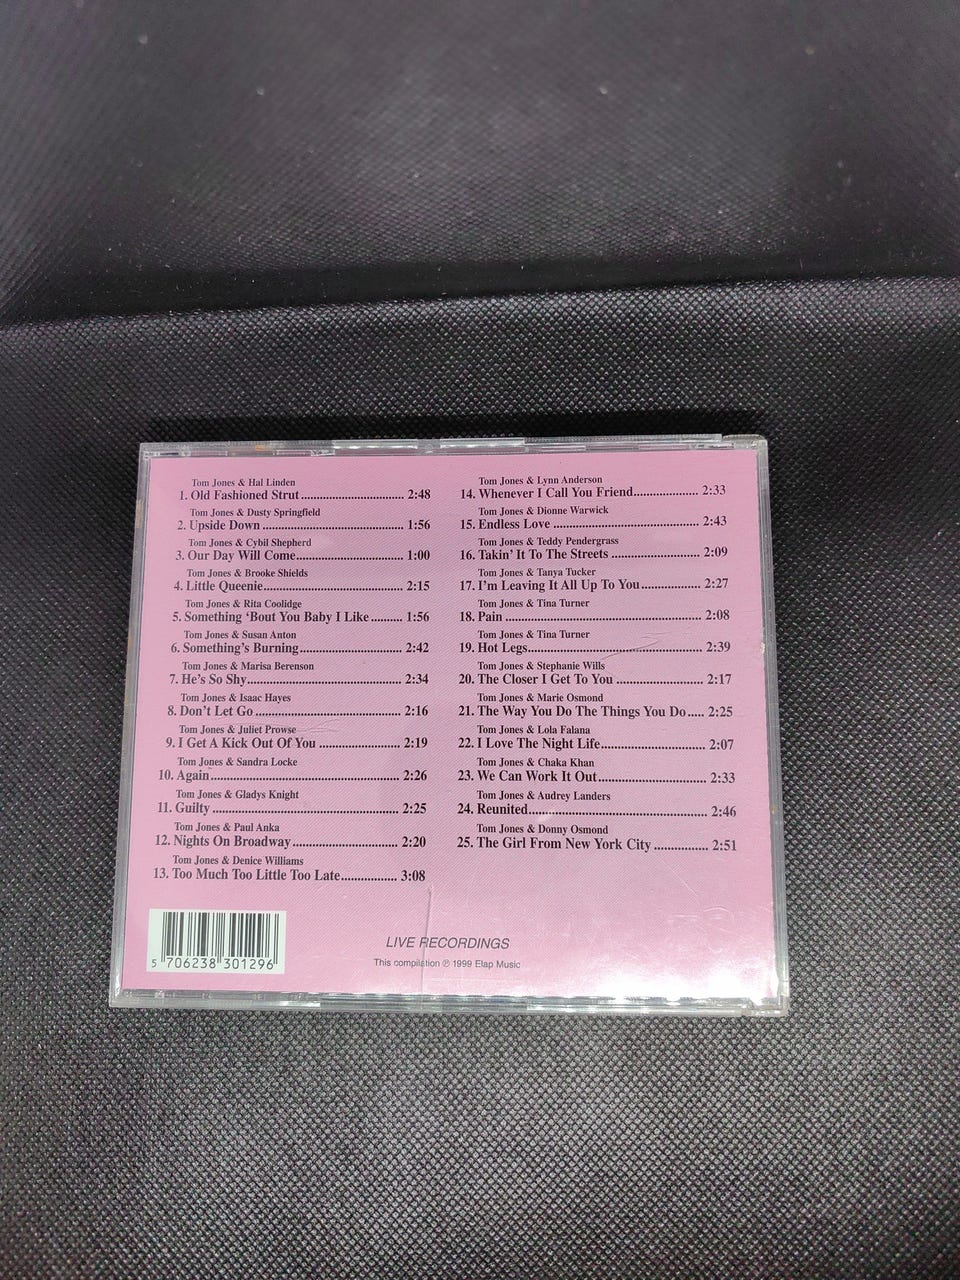 Tom Jones & Hal Linden
1. Old Fashioned Strut ........................ 2:48
Tom Jones & Dusty Springfield
2. Upside Down ................................ 1:56
Tom Jones & Cybil Shepherd
3. Our Day Will Come........................ 1:00
Tom Jones & Brooke Shields
4. Little Queenie................................ 2:15
Tom Jones & Rita Coolidge
5. Something ‘Bout You Baby I Like ......... 1:56
Tom Jones & Susan Anton
6. Something's Burning........................ 2:42
Tom Jones & Marisa Berenson
7. He's So Shy.................................... 2:34
Tom Jones & Isaac Hayes
8. Don't Let Go .................................. 2:16
Tom Jones & Juliet Prowse
9. I Get A Kick Out Of You .................... 2:19
Tom Jones & Sandra Locke
10. Again............................................ 2:26
Tom Jones & Gladys Knight
11. Guilty ........................................... 2:25
Tom Jones & Paul Anka
12. Nights On Broadway........................ 2:20
Tom Jones & Denice Williams
13. Too Much Too Little Too Late................ 3:08
Tom Jones & Lynn Anderson
14. Whenever I Call You Friend................ 2:33
Tom Jones & Dionne Warwick
15. Endless Love ................................ 2:43
Tom Jones & Teddy Pendergrass
16. Takin’ It To The Streets ..................... 2:09
Tom Jones & Tanya Tucker
17. I'm Leaving It All Up To You............... 2:27
Tom Jones & Tina Turner
18. Pain ............................................. 2:08
Tom Jones & Tina Turner
19. Hot Legs........................................ 2:39
Tom Jones & Stephanie Wills
20. The Closer I Get To You .................... 2:17
Tom Jones & Marie Osmond
21. The Way You Do The Things You Do..... 2:25
Tom Jones & Lola Falana
22. I Love The Night Life........................ 2:07
Tom Jones & Chaka Khan
23. We Can Work It Out........................ 2:33
Tom Jones & Audrey Landers
24. Reunited........................................ 2:46
Tom Jones & Donny Osmond
25. The Girl From New York City .............. 2:51
5 706238 301296
LIVE RECORDINGS
This compilation ℗ 1999 Elap Music